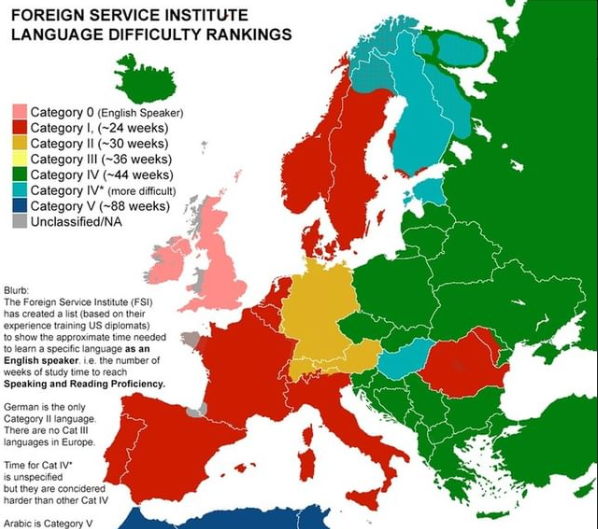 FOREIGN SERVICE INSTITUTE
LANGUAGE DIFFICULTY RANKINGS
Category 0 (English Speaker)
Category I, (~24 weeks)
Category II (~30 weeks)
Category III (~36 weeks)
Category IV (~44 weeks)
Category IV* (more difficult)
Category V (~88 weeks)
Unclassified/NA
Blurb:
The Foreign Service Institute (FSI)
has created a list (based on their
experience training US diplomats)
to show the approximate time needed
to learn a specific language as an
English speaker. i.e. the number of
weeks of study time to reach
Speaking and Reading Proficiency.
German is the only
Category II language.
There are no Cat III
languages in Europe.
Time for Cat IV*
is unspecified
but they are concidered
harder than other Cat IV
Arabic is Category V